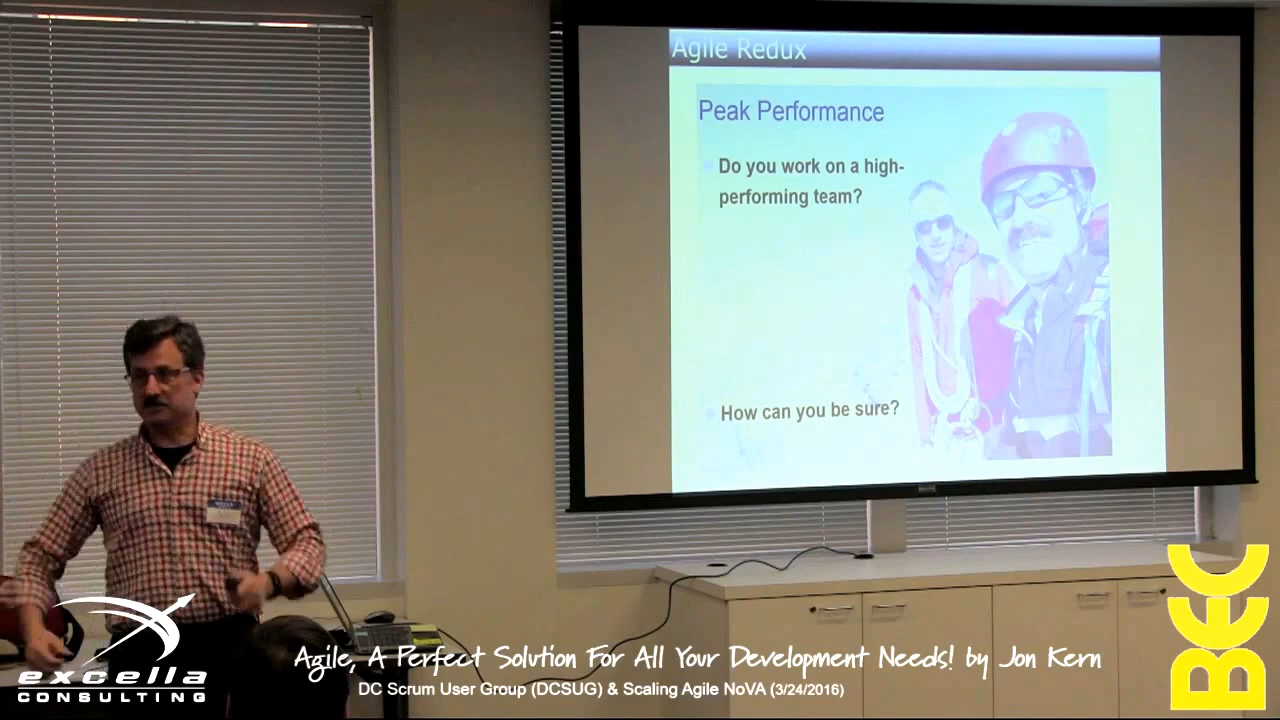 Agile Redux
Peak Performance
Do you work on a high-
performing team?
How can you be sure?
Agile, A Perfect Solution For All Your Development Needs! by Jon Kern
DC Scrum User Group (DCSUG) & Scaling Agile NoVA (3/24/2016)
excella
CONSULTING
BEC